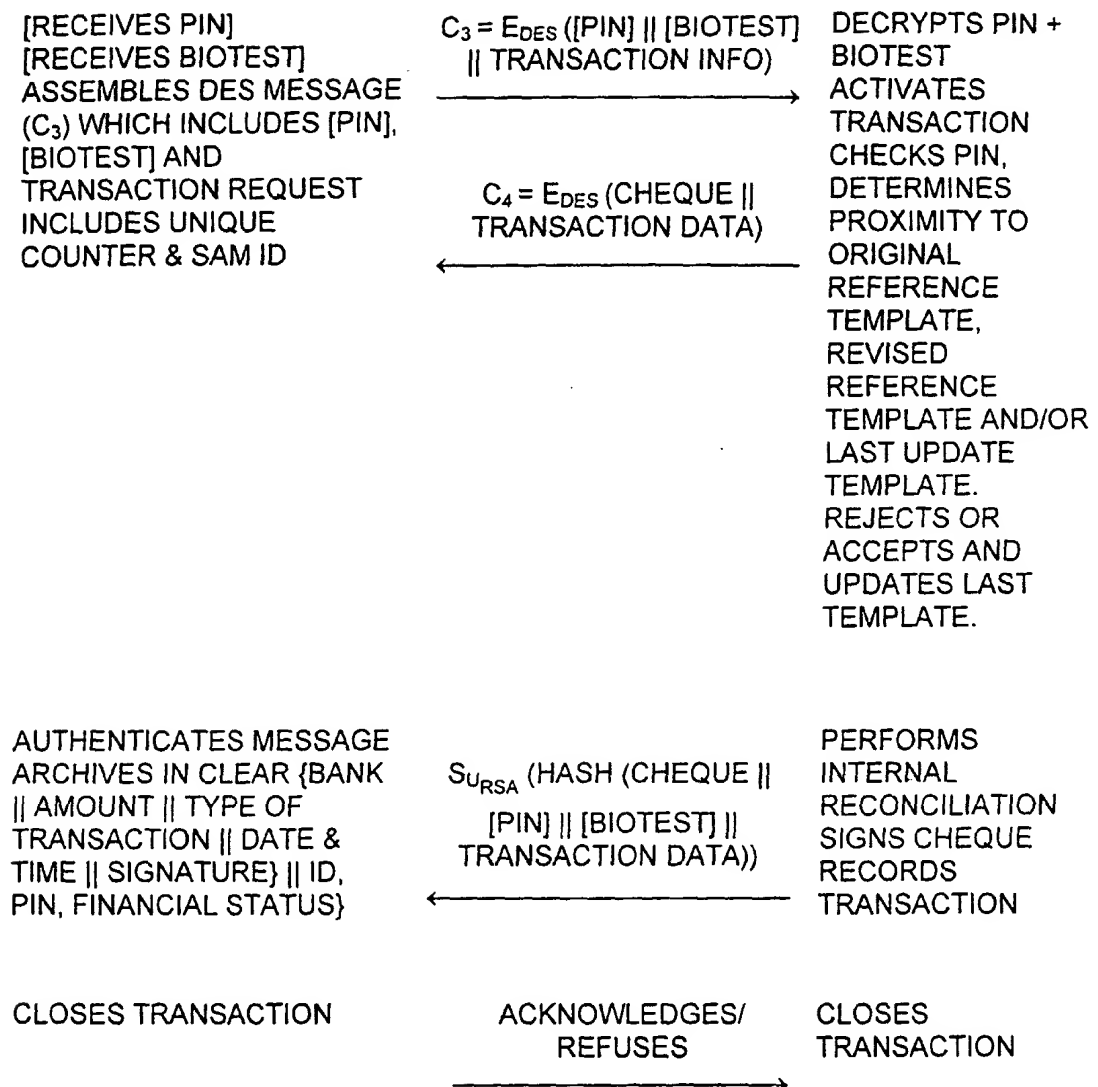 [RECEIVES PIN]
[RECEIVES BIOTEST]
ASSEMBLES DES MESSAGE
(C3) WHICH INCLUDES [PIN],
[BIOTEST] AND
TRANSACTION REQUEST
INCLUDES UNIQUE
COUNTER & SAM ID
C3 = EDES ([PIN] || [BIOTEST]
|| TRANSACTION INFO)
C4 = EDES (CHEQUE ||
TRANSACTION DATA)
DECRYPTS PIN +
BIOTEST
ACTIVATES
TRANSACTION
CHECKS PIN,
DETERMINES
PROXIMITY TO
ORIGINAL
REFERENCE
TEMPLATE,
REVISED
REFERENCE
TEMPLATE AND/OR
LAST UPDATE
TEMPLATE.
REJECTS OR
ACCEPTS AND
UPDATES LAST
TEMPLATE.
AUTHENTICATES MESSAGE
ARCHIVES IN CLEAR {BANK
|| AMOUNT || TYPE OF
TRANSACTION || DATE &
TIME || SIGNATURE} || ID,
PIN, FINANCIAL STATUS}
SURSA (HASH (CHEQUE ||
[PIN] || [BIOTEST] ||
TRANSACTION DATA))
PERFORMS
INTERNAL
RECONCILIATION
SIGNS CHEQUE
RECORDS
TRANSACTION
CLOSES TRANSACTION
ACKNOWLEDGES/
REFUSES
CLOSES
TRANSACTION